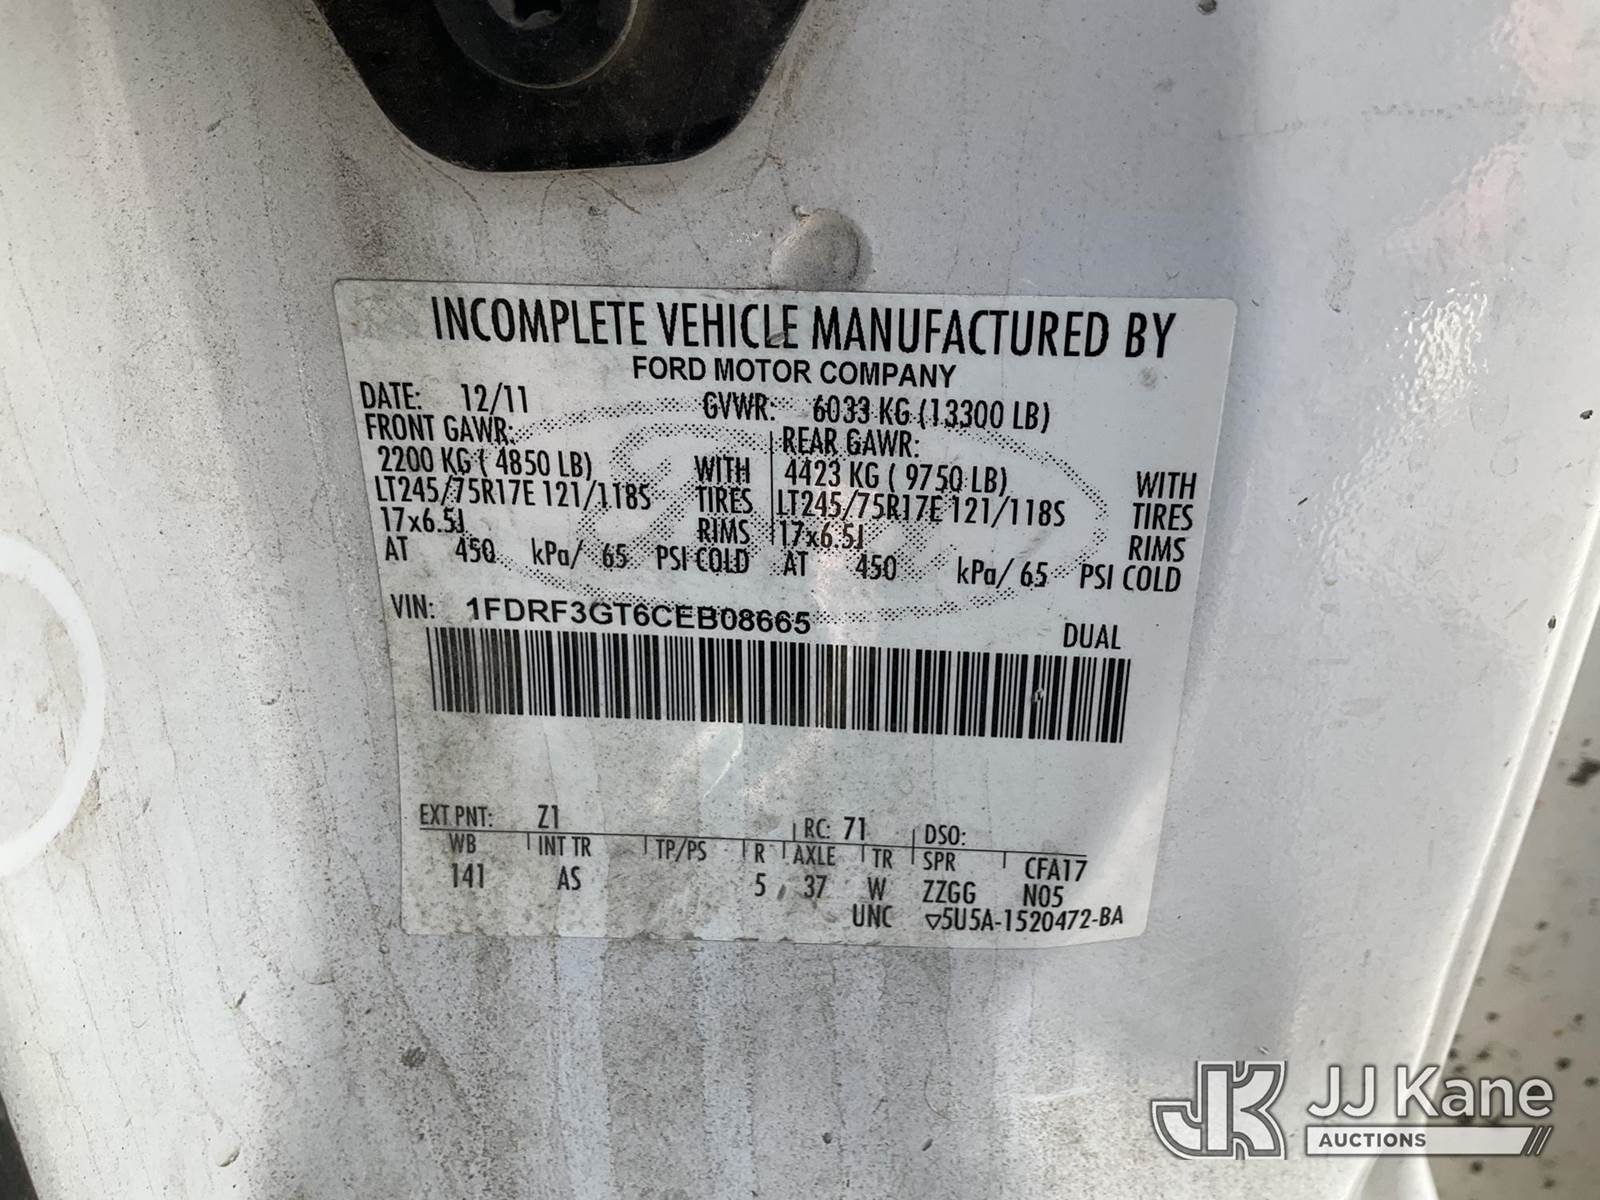 INCOMPLETE VEHICLE MANUFACTURED BY
FORD MOTOR COMPANY
DATE: 12/11 GVWR: 6033 KG (13300 LB)
FRONT GAWR: REAR GAWR:
2200 KG ( 4850 LB) WITH 4423 KG ( 9750 LB) WITH
LT245/75R17E 121/118S TIRES LT245/75R17E 121/118S TIRES
17x6.5J RIMS 17x6.5J RIMS
AT 450 kPa/ 65 PSI COLD AT 450 kPa/ 65 PSI COLD
VIN: 1FDRF3GT6CEB08665
DUAL
EXT PNT: Z1 RC: 71 DSO:
WB INT TR TP/PS R AXLE TR SPR CFA17
141 AS 5 37 W ZZGG N05
UNC ▽5U5A-1520472-BA
JK JJ Kane
AUCTIONS